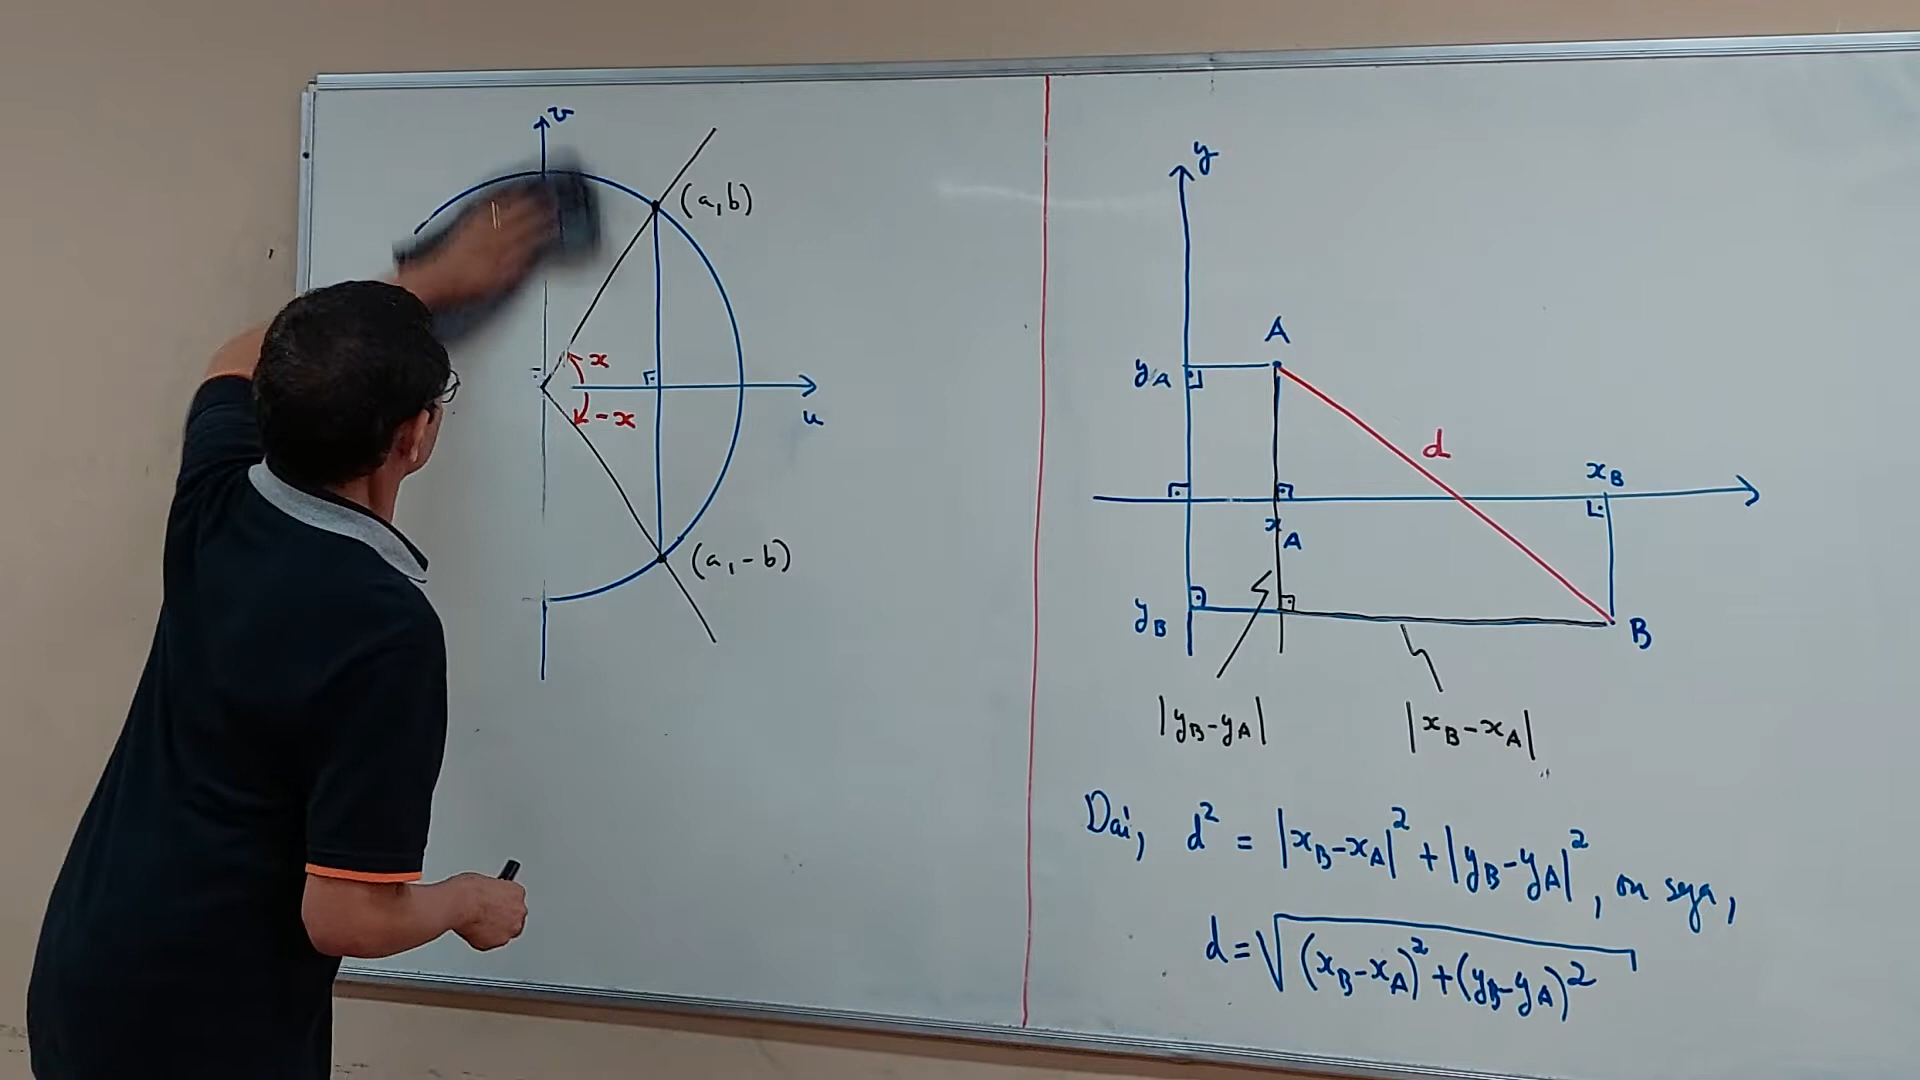 v
(a,b)
x
-x
u
(a,-b)
y
A
y_A
d
x_B
x_A
y_B
B
|y_B-y_A|
|x_B-x_A|
Daí, d² = |x_B-x_A|² + |y_B-y_A|², ou seja,
d = √((x_B-x_A)² + (y_B-y_A)²)